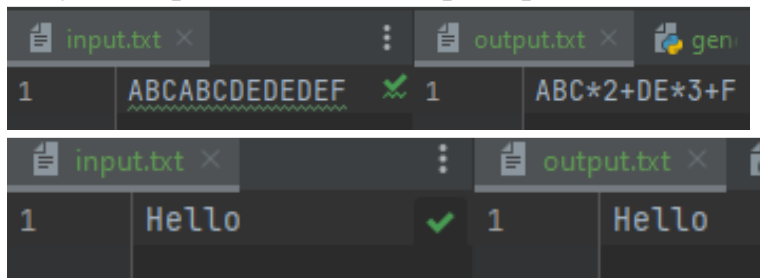 input.txt output.txt gen
1 ABCABCDEDEDEF 1 ABC*2+DE*3+F
input.txt output.txt
1 Hello 1 Hello